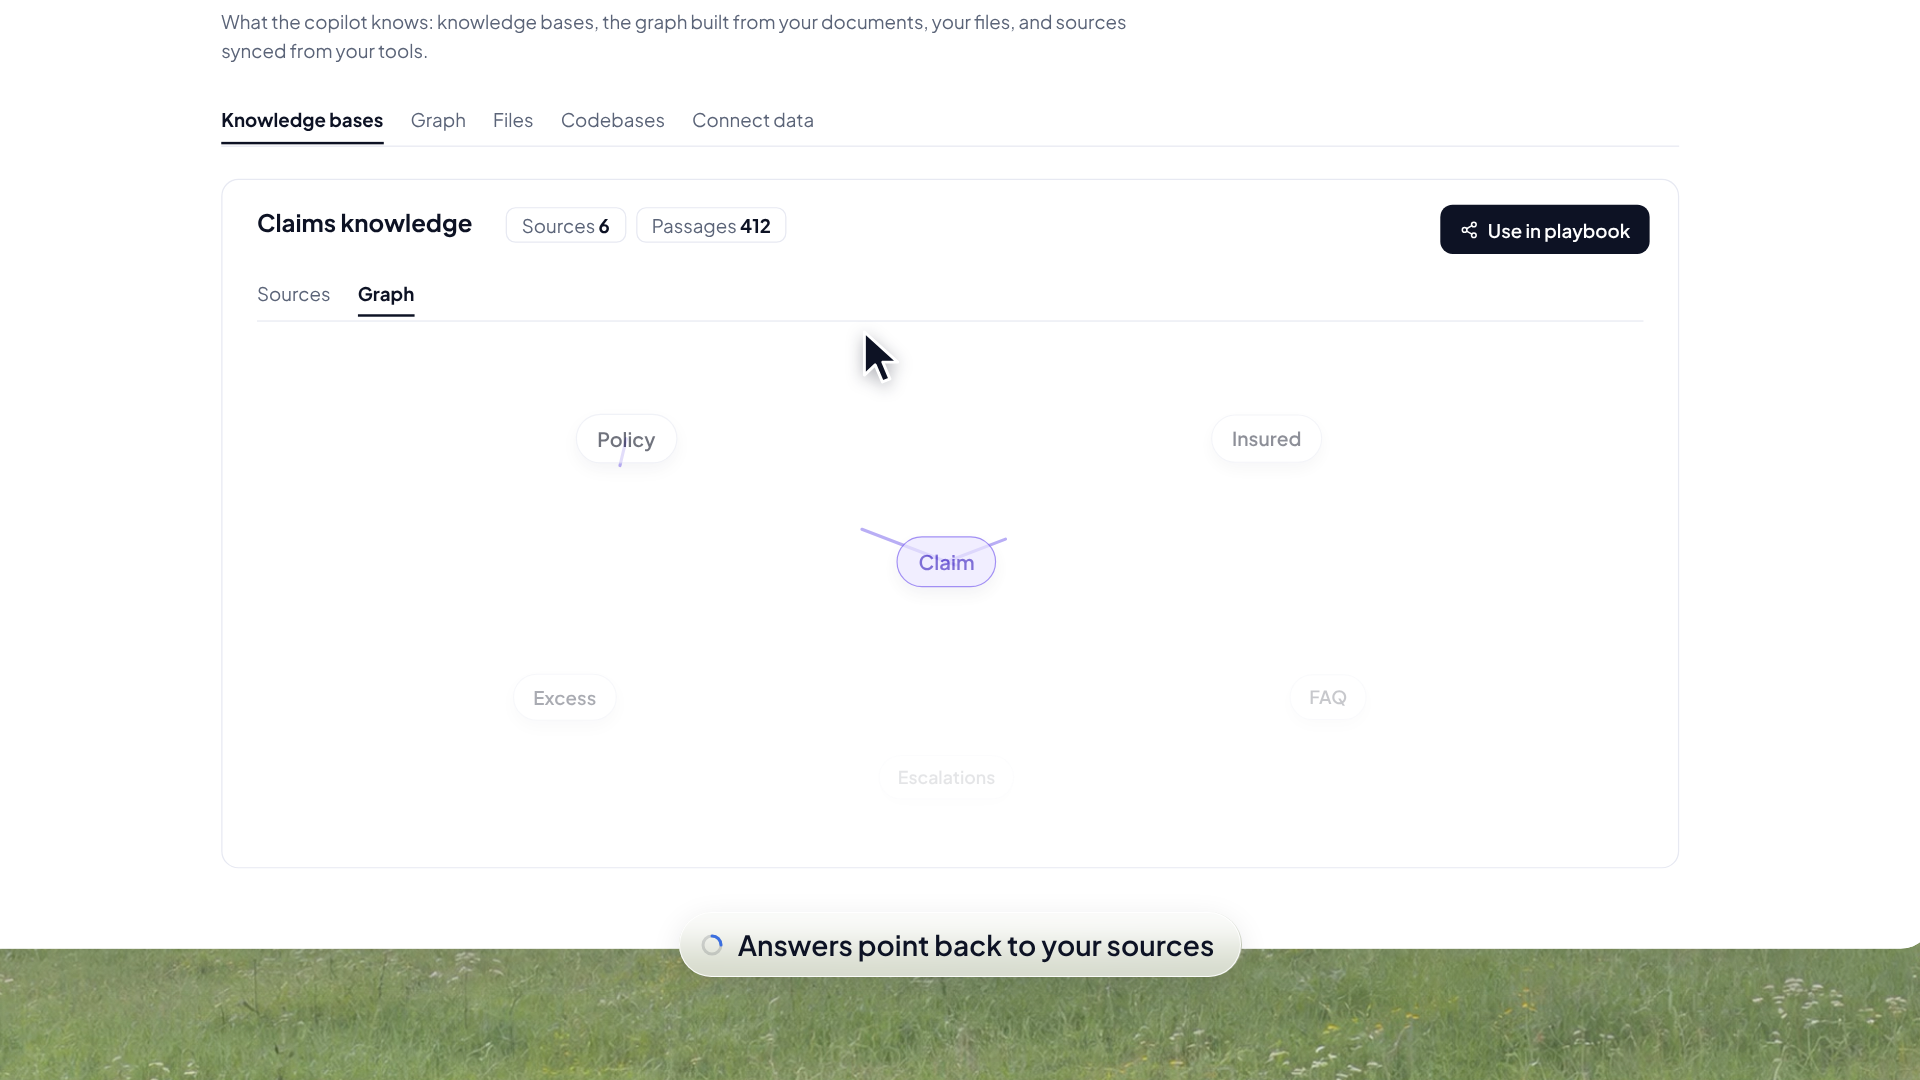 What the copilot knows: knowledge bases, the graph built from your documents, your files, and sources
synced from your tools.
Knowledge bases Graph Files Codebases Connect data
Claims knowledge Sources 6 Passages 412 Use in playbook
Sources Graph
Policy Insured
Claim
Excess FAQ
Escalations
Answers point back to your sources